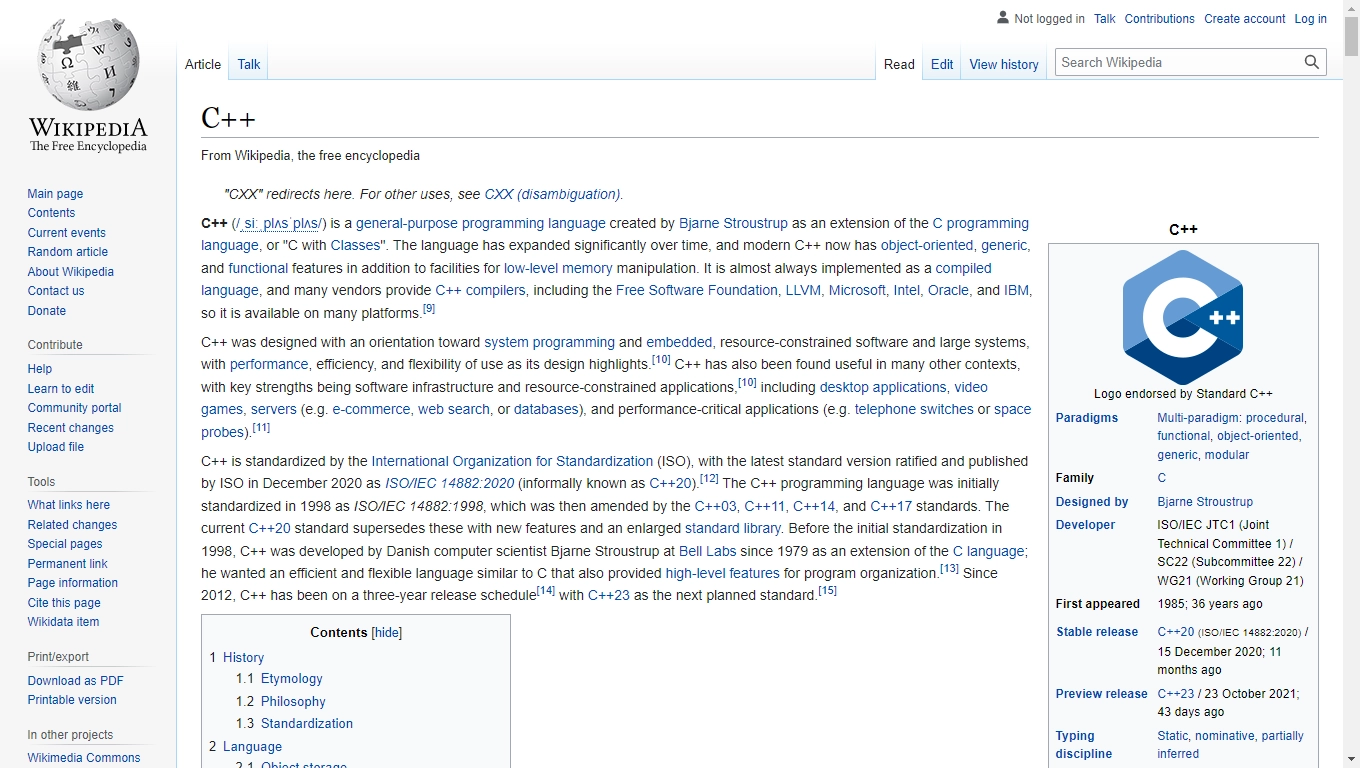 Not logged in Talk Contributions Create account Log in
Article Talk Read Edit View history Search Wikipedia
Ω W И 維 7
WIKIPEDIA
The Free Encyclopedia
Main page
Contents
Current events
Random article
About Wikipedia
Contact us
Donate
Contribute
Help
Learn to edit
Community portal
Recent changes
Upload file
Tools
What links here
Related changes
Special pages
Permanent link
Page information
Cite this page
Wikidata item
Print/export
Download as PDF
Printable version
In other projects
Wikimedia Commons
C++
From Wikipedia, the free encyclopedia
"CXX" redirects here. For other uses, see CXX (disambiguation).
C++ (/ˌsiːˌplʌsˈplʌs/) is a general-purpose programming language created by Bjarne Stroustrup as an extension of the C programming
language, or "C with Classes". The language has expanded significantly over time, and modern C++ now has object-oriented, generic,
and functional features in addition to facilities for low-level memory manipulation. It is almost always implemented as a compiled
language, and many vendors provide C++ compilers, including the Free Software Foundation, LLVM, Microsoft, Intel, Oracle, and IBM,
so it is available on many platforms.[9]
C++ was designed with an orientation toward system programming and embedded, resource-constrained software and large systems,
with performance, efficiency, and flexibility of use as its design highlights.[10] C++ has also been found useful in many other contexts,
with key strengths being software infrastructure and resource-constrained applications,[10] including desktop applications, video
games, servers (e.g. e-commerce, web search, or databases), and performance-critical applications (e.g. telephone switches or space
probes).[11]
C++ is standardized by the International Organization for Standardization (ISO), with the latest standard version ratified and published
by ISO in December 2020 as ISO/IEC 14882:2020 (informally known as C++20).[12] The C++ programming language was initially
standardized in 1998 as ISO/IEC 14882:1998, which was then amended by the C++03, C++11, C++14, and C++17 standards. The
current C++20 standard supersedes these with new features and an enlarged standard library. Before the initial standardization in
1998, C++ was developed by Danish computer scientist Bjarne Stroustrup at Bell Labs since 1979 as an extension of the C language;
he wanted an efficient and flexible language similar to C that also provided high-level features for program organization.[13] Since
2012, C++ has been on a three-year release schedule[14] with C++23 as the next planned standard.[15]
Contents [hide]
1 History
1.1 Etymology
1.2 Philosophy
1.3 Standardization
2 Language
2.1 Object storage
C++
C ++
Logo endorsed by Standard C++
Paradigms Multi-paradigm: procedural,
functional, object-oriented,
generic, modular
Family C
Designed by Bjarne Stroustrup
Developer ISO/IEC JTC1 (Joint
Technical Committee 1) /
SC22 (Subcommittee 22) /
WG21 (Working Group 21)
First appeared 1985; 36 years ago
Stable release C++20 (ISO/IEC 14882:2020) /
15 December 2020; 11
months ago
Preview release C++23 / 23 October 2021;
43 days ago
Typing Static, nominative, partially
discipline inferred